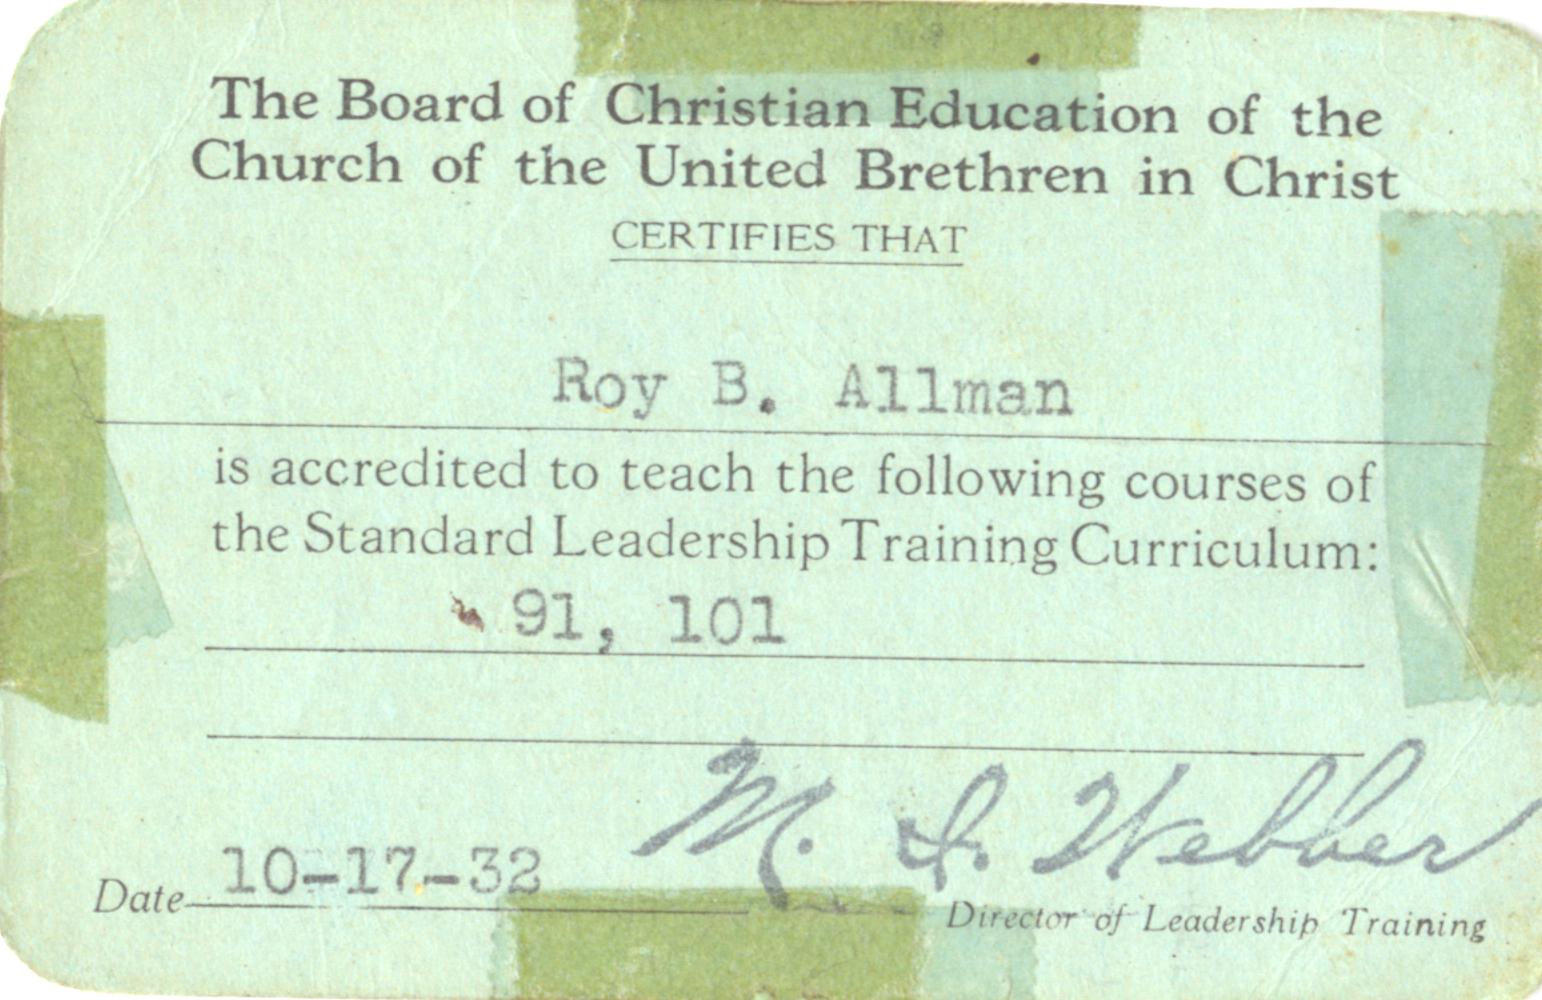 The Board of Christian Education of the
Church of the United Brethren in Christ
CERTIFIES THAT
Roy B. Allman
is accredited to teach the following courses of
the Standard Leadership Training Curriculum:
91, 101
M. I. Webber
Date 10-17-32
Director of Leadership Training